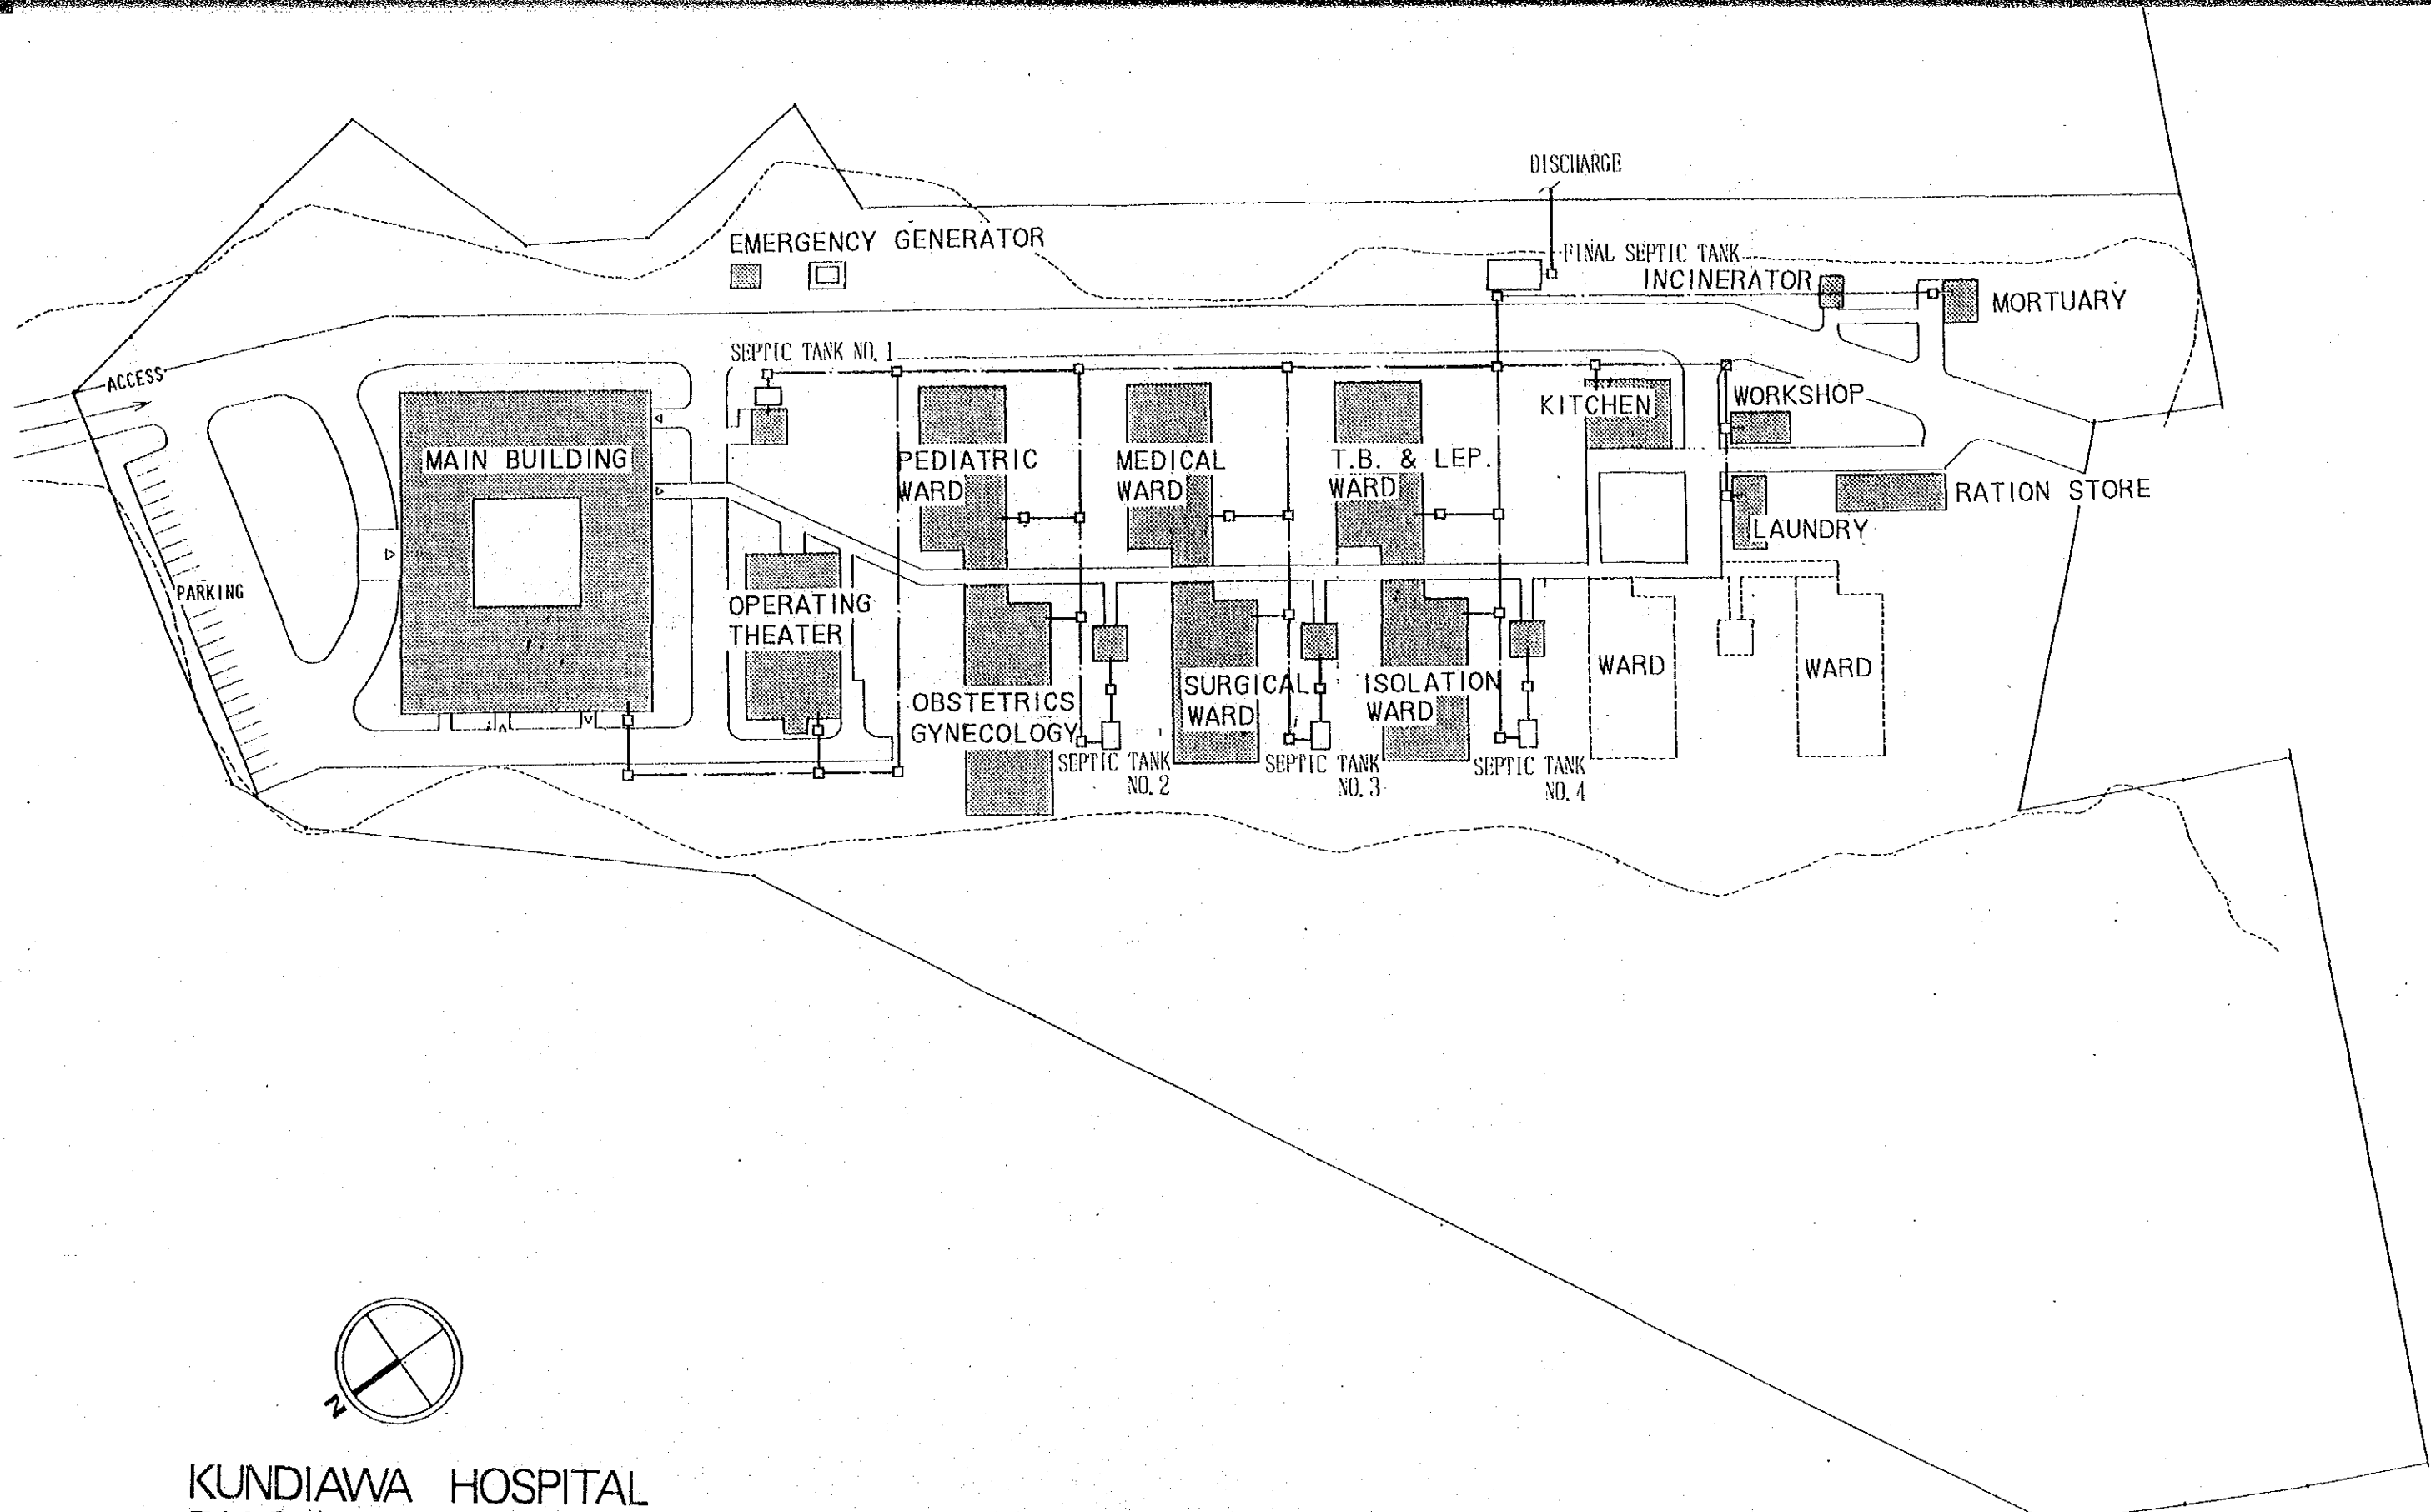 DISCHARGE
EMERGENCY GENERATOR
FINAL SEPTIC TANK
INCINERATOR
MORTUARY
SEPTIC TANK NO. 1
ACCESS
WORKSHOP
KITCHEN
MAIN BUILDING
PEDIATRIC
WARD
MEDICAL
WARD
T.B. & LEP.
WARD
RATION STORE
LAUNDRY
PARKING
OPERATING
THEATER
WARD
WARD
OBSTETRICS
GYNECOLOGY
SURGICAL
WARD
ISOLATION
WARD
SEPTIC TANK
NO. 2
SEPTIC TANK
NO. 3
SEPTIC TANK
NO. 4
N
KUNDIAWA HOSPITAL